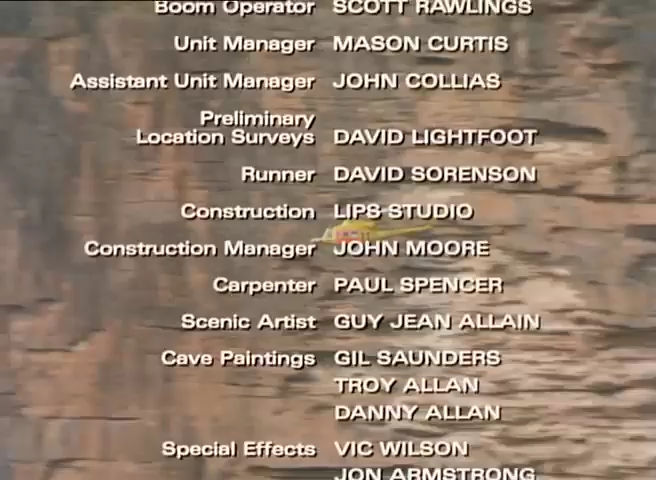 Boom Operator SCOTT RAWLINGS
Unit Manager MASON CURTIS
Assistant Unit Manager JOHN COLLIAS
Preliminary
Location Surveys DAVID LIGHTFOOT
Runner DAVID SORENSON
Construction LIPS STUDIO
Construction Manager JOHN MOORE
Carpenter PAUL SPENCER
Scenic Artist GUY JEAN ALLAIN
Cave Paintings GIL SAUNDERS
TROY ALLAN
DANNY ALLAN
Special Effects VIC WILSON
JON ARMSTRONG